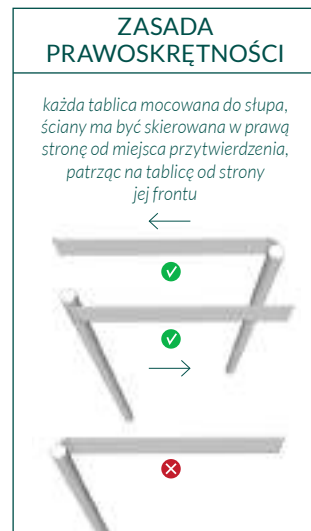 ZASADA
PRAWOSKRĘTNOŚCI
każda tablica mocowana do słupa,
ściany ma być skierowana w prawą
stronę od miejsca przytwierdzenia,
patrząc na tablicę od strony
jej frontu